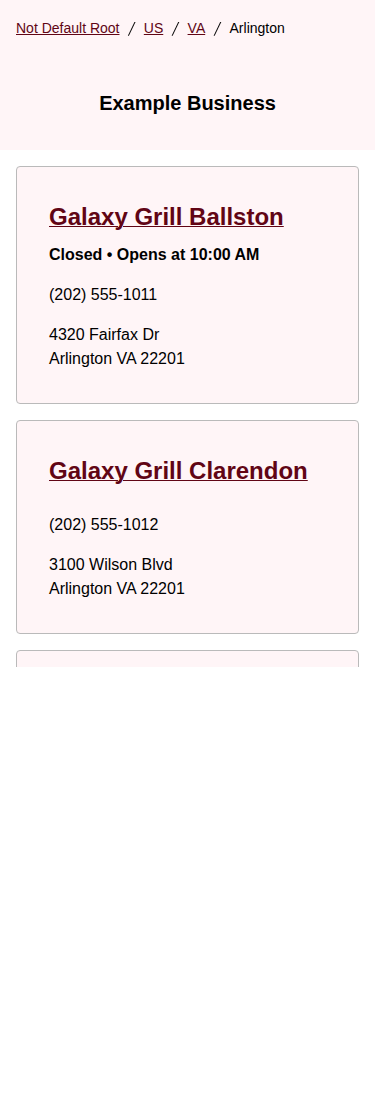 Not Default Root / US / VA / Arlington
Example Business
Galaxy Grill Ballston
Closed • Opens at 10:00 AM
(202) 555-1011
4320 Fairfax Dr
Arlington VA 22201
Galaxy Grill Clarendon
(202) 555-1012
3100 Wilson Blvd
Arlington VA 22201